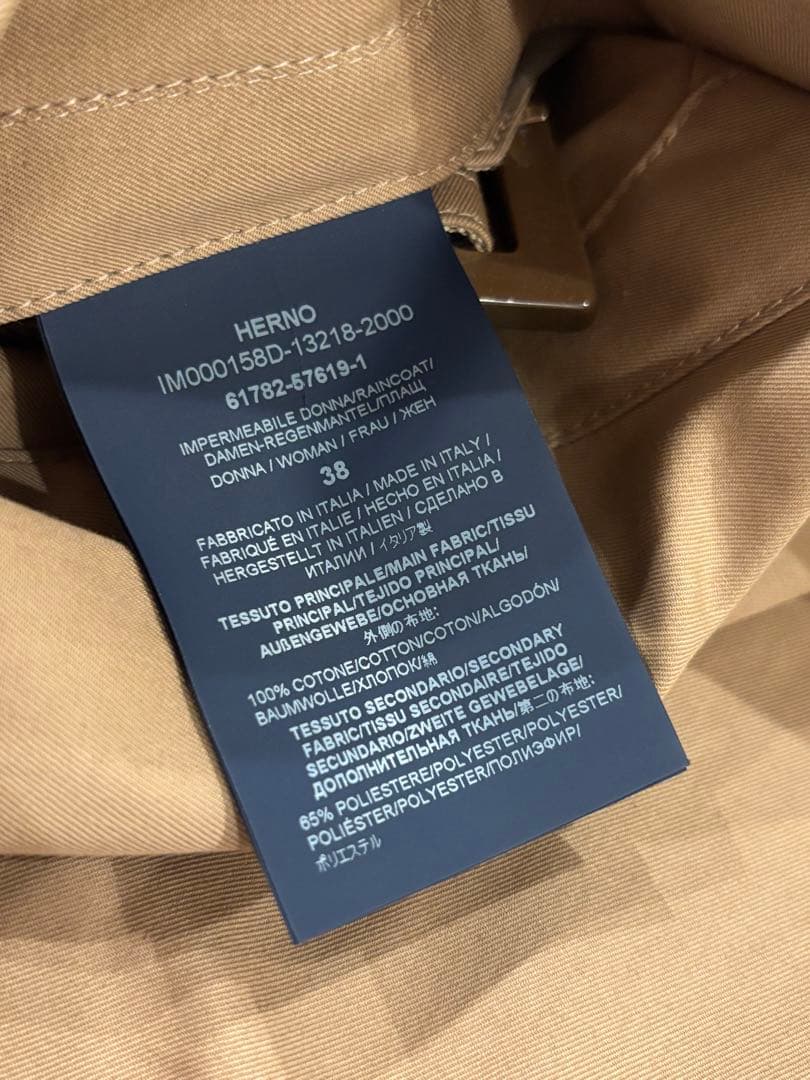 HERNO
IM000158D-13218-2000
61782-57619-1
IMPERMEABILE DONNA/RAINCOAT/
DAMEN-REGENMANTEL/ПЛАЩ
DONNA / WOMAN / FRAU / ЖЕН
38
FABBRICATO IN ITALIA / MADE IN ITALY /
FABRIQUÉ EN ITALIE / HECHO EN ITALIA /
HERGESTELLT IN ITALIEN / СДЕЛАНО В
ИТАЛИИ / イタリア製
TESSUTO PRINCIPALE/MAIN FABRIC/TISSU
PRINCIPAL/TEJIDO PRINCIPAL/
AUßENGEWEBE/ОСНОВНАЯ ТКАНЬ/
外側の布地:
100% COTONE/COTTON/COTON/ALGODÓN/
BAUMWOLLE/ХЛОПОК/綿
TESSUTO SECONDARIO/SECONDARY
FABRIC/TISSU SECONDAIRE/TEJIDO
SECUNDARIO/ZWEITE GEWEBELAGE/
ДОПОЛНИТЕЛЬНАЯ ТКАНЬ/第二の布地:
65% POLIESTERE/POLYESTER/POLYESTER/
POLIÉSTER/POLYESTER/ПОЛИЭФИР/
ポリエステル